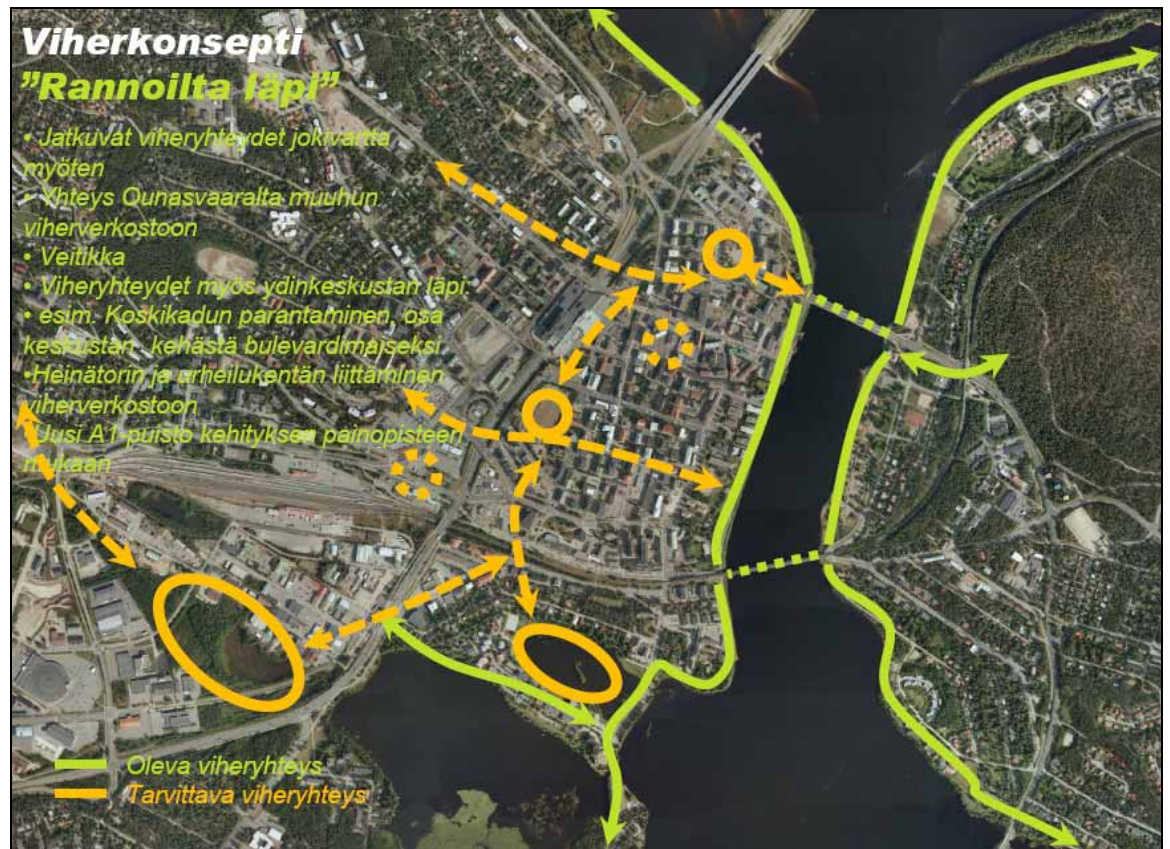 Viherkonsepti
"Rannoilta läpi"
• Jatkuvat viheryhteydet jokivartta
myöten
• Yhteys Ounasvaaralta muuhun
viherverkostoon
• Veitikka
• Viheryhteydet myös ydinkeskustan läpi:
• esim. Koskikadun parantaminen, osa
keskustan kehästä bulevardimaiseksi
•Heinätorin ja urheilukentän liittäminen
viherverkostoon
•Uusi A1-puisto kehityksen painopisteen
mukaan
Oleva viheryhteys
Tarvittava viheryhteys